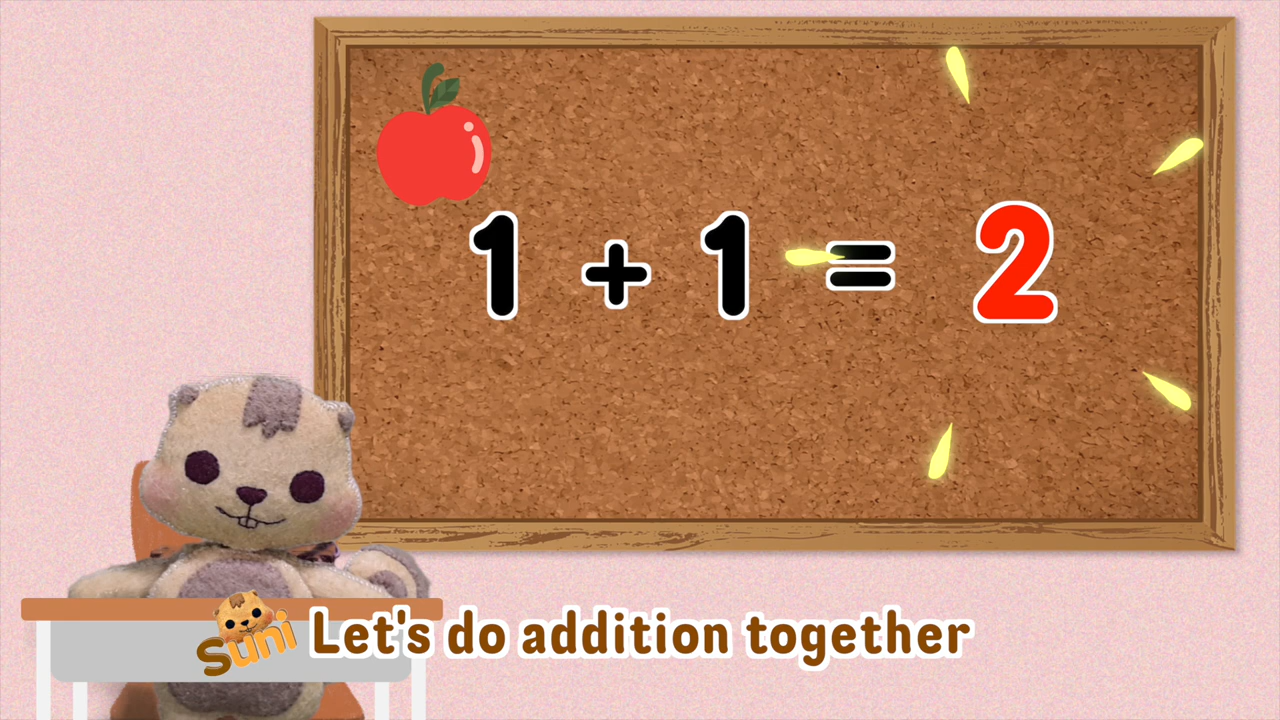 1 + 1 = 2
Suni Let's do addition together